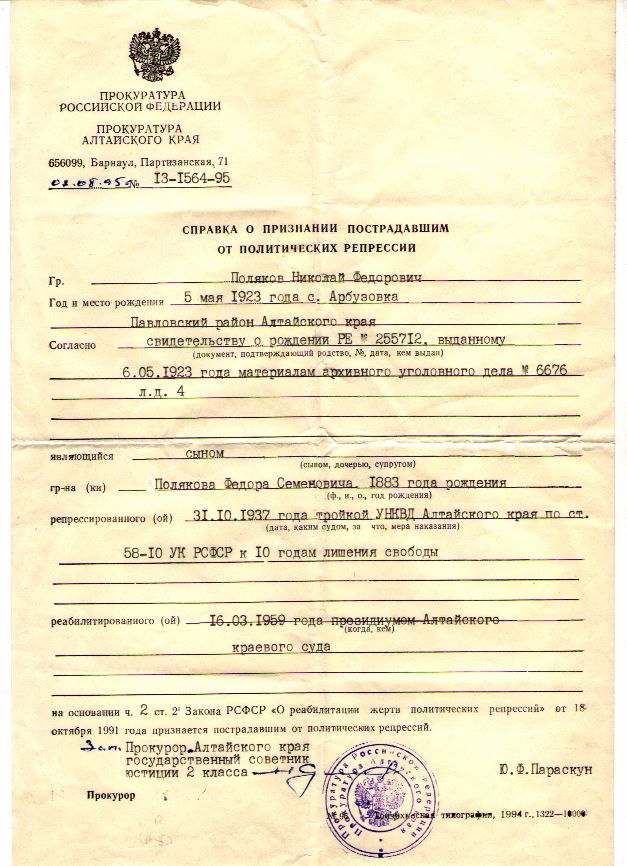 ПРОКУРАТУРА
РОССИЙСКОЙ ФЕДЕРАЦИИ
ПРОКУРАТУРА
АЛТАЙСКОГО КРАЯ
656099, Барнаул, Партизанская, 71
02.08.95 № I3-I564-95
СПРАВКА О ПРИЗНАНИИ ПОСТРАДАВШИМ
ОТ ПОЛИТИЧЕСКИХ РЕПРЕССИЙ
Гр. Поляков Николай Федорович
Год и место рождения 5 мая I923 года с. Арбузовка
Павловский район Алтайского края
Согласно свидетельству о рождении РЕ № 2557I2, выданному
(документ, подтверждающий родство, №, дата, кем выдан)
6.05.I923 года материалам архивного уголовного дела № 6676
л.д. 4
являющийся сыном
(сыном, дочерью, супругом)
гр-на (ки) Полякова Федора Семеновича, I883 года рождения
(ф., и., о., год рождения)
репрессированного (ой) 3I.I0.I937 года тройкой УНКВД Алтайского края по ст.
(дата, каким судом, за что, мера наказания)
58-I0 УК РСФСР к I0 годам лишения свободы
реабилитированного (ой) I6.03.I959 года президиумом Алтайского
(когда, кем)
краевого суда
на основании ч. 2 ст. 2¹ Закона РСФСР «О реабилитации жертв политических репрессий» от 18
октября 1991 года признается пострадавшим от политических репрессий.
Зам. Прокурор Алтайского края
государственный советник
юстиции 2 класса
Ю.Ф.Параскун
Прокурор
Прокуратура Российской Федерации
Прокуратура Алтайского края
типография, 1994 г., 1322—10000